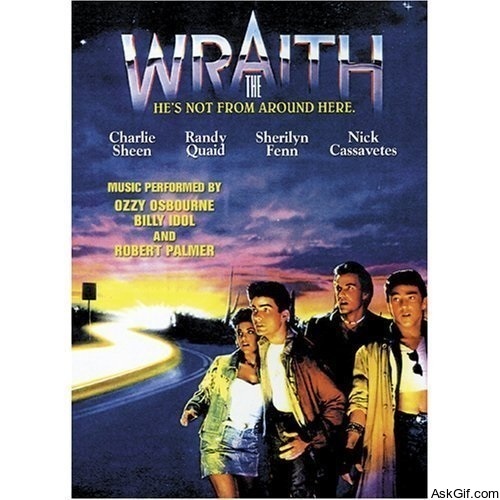 WRAITH
THE
HE'S NOT FROM AROUND HERE.
Charlie Sheen
Randy Quaid
Sherilyn Fenn
Nick Cassavetes
MUSIC PERFORMED BY
OZZY OSBOURNE
BILLY IDOL
AND
ROBERT PALMER
AskGif.com